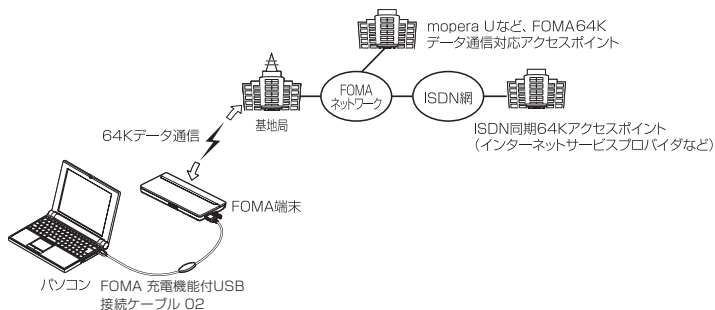 mopera Uなど、FOMA64K
データ通信対応アクセスポイント
FOMA
ネットワーク
ISDN網
基地局
ISDN同期64Kアクセスポイント
（インターネットサービスプロバイダなど）
64Kデータ通信
FOMA端末
パソコン
FOMA 充電機能付USB
接続ケーブル 02